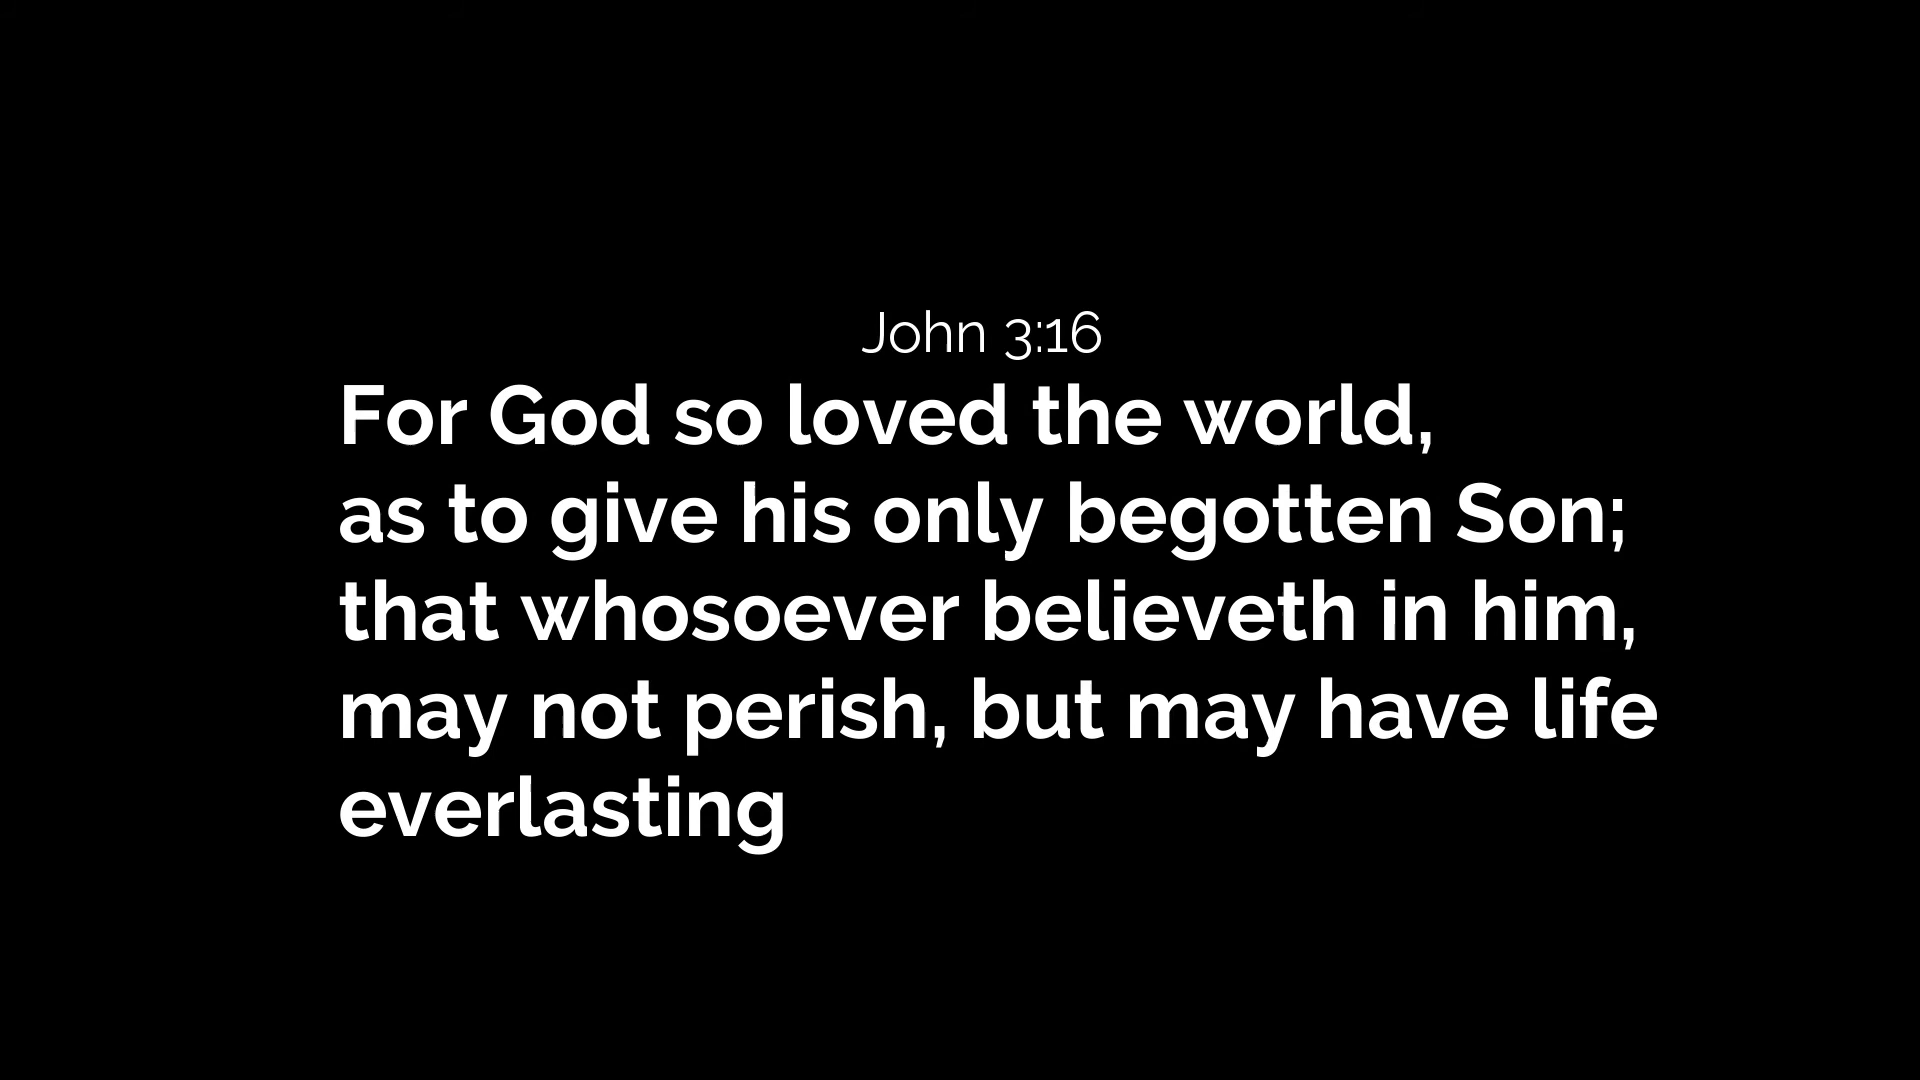 John 3:16
For God so loved the world,
as to give his only begotten Son;
that whosoever believeth in him,
may not perish, but may have life
everlasting